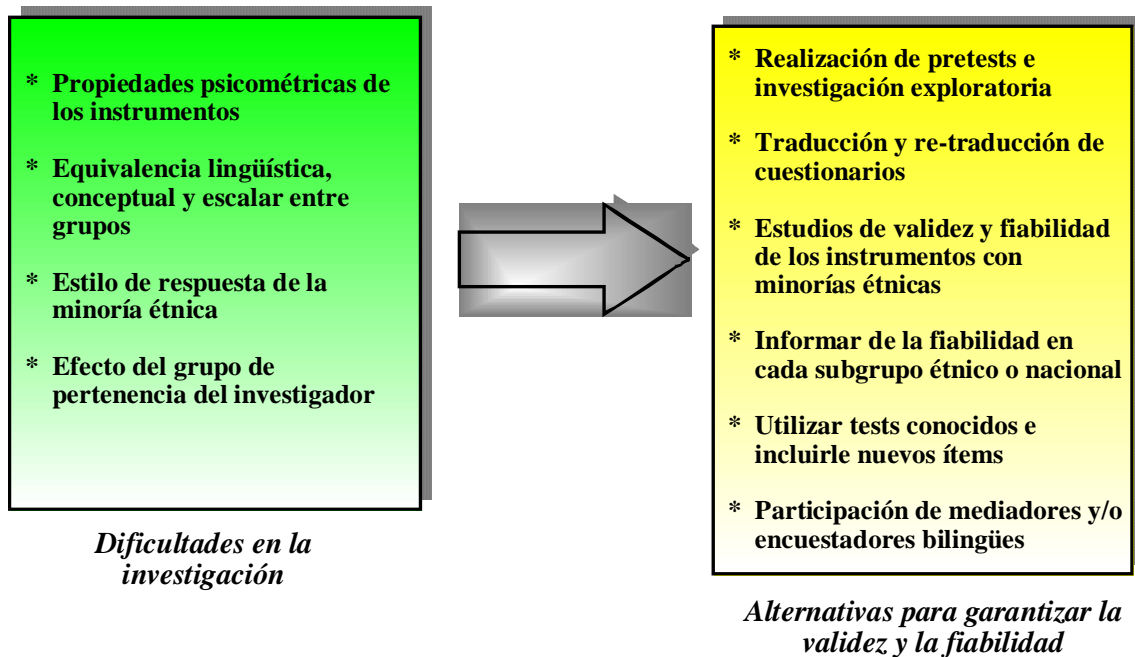 * Propiedades psicométricas de
los instrumentos
* Equivalencia lingüística,
conceptual y escalar entre
grupos
* Estilo de respuesta de la
minoría étnica
* Efecto del grupo de
pertenencia del investigador
Dificultades en la
investigación
* Realización de pretests e
investigación exploratoria
* Traducción y re-traducción de
cuestionarios
* Estudios de validez y fiabilidad
de los instrumentos con
minorías étnicas
* Informar de la fiabilidad en
cada subgrupo étnico o nacional
* Utilizar tests conocidos e
incluirle nuevos ítems
* Participación de mediadores y/o
encuestadores bilingües
Alternativas para garantizar la
validez y la fiabilidad